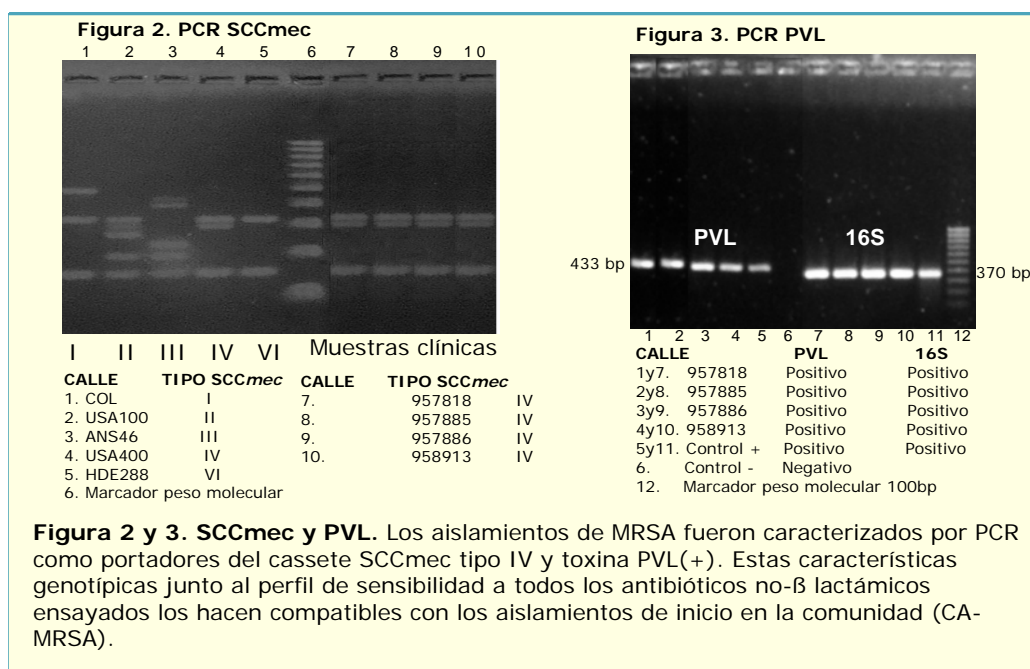 Figura 2. PCR SCCmec
1 2 3 4 5 6 7 8 9 10
I II III IV VI Muestras clínicas
CALLE TIPO SCCmec
1. COL I
2. USA100 II
3. ANS46 III
4. USA400 IV
5. HDE288 VI
6. Marcador peso molecular
CALLE TIPO SCCmec
7. 957818 IV
8. 957885 IV
9. 957886 IV
10. 958913 IV
Figura 3. PCR PVL
PVL 16S
433 bp
370 bp
1 2 3 4 5 6 7 8 9 10 11 12
CALLE PVL 16S
1y7. 957818 Positivo Positivo
2y8. 957885 Positivo Positivo
3y9. 957886 Positivo Positivo
4y10. 958913 Positivo Positivo
5y11. Control + Positivo Positivo
6. Control - Negativo
12. Marcador peso molecular 100bp
Figura 2 y 3. SCCmec y PVL. Los aislamientos de MRSA fueron caracterizados por PCR
como portadores del cassete SCCmec tipo IV y toxina PVL(+). Estas características
genotípicas junto al perfil de sensibilidad a todos los antibióticos no-ß lactámicos
ensayados los hacen compatibles con los aislamientos de inicio en la comunidad (CA-
MRSA).